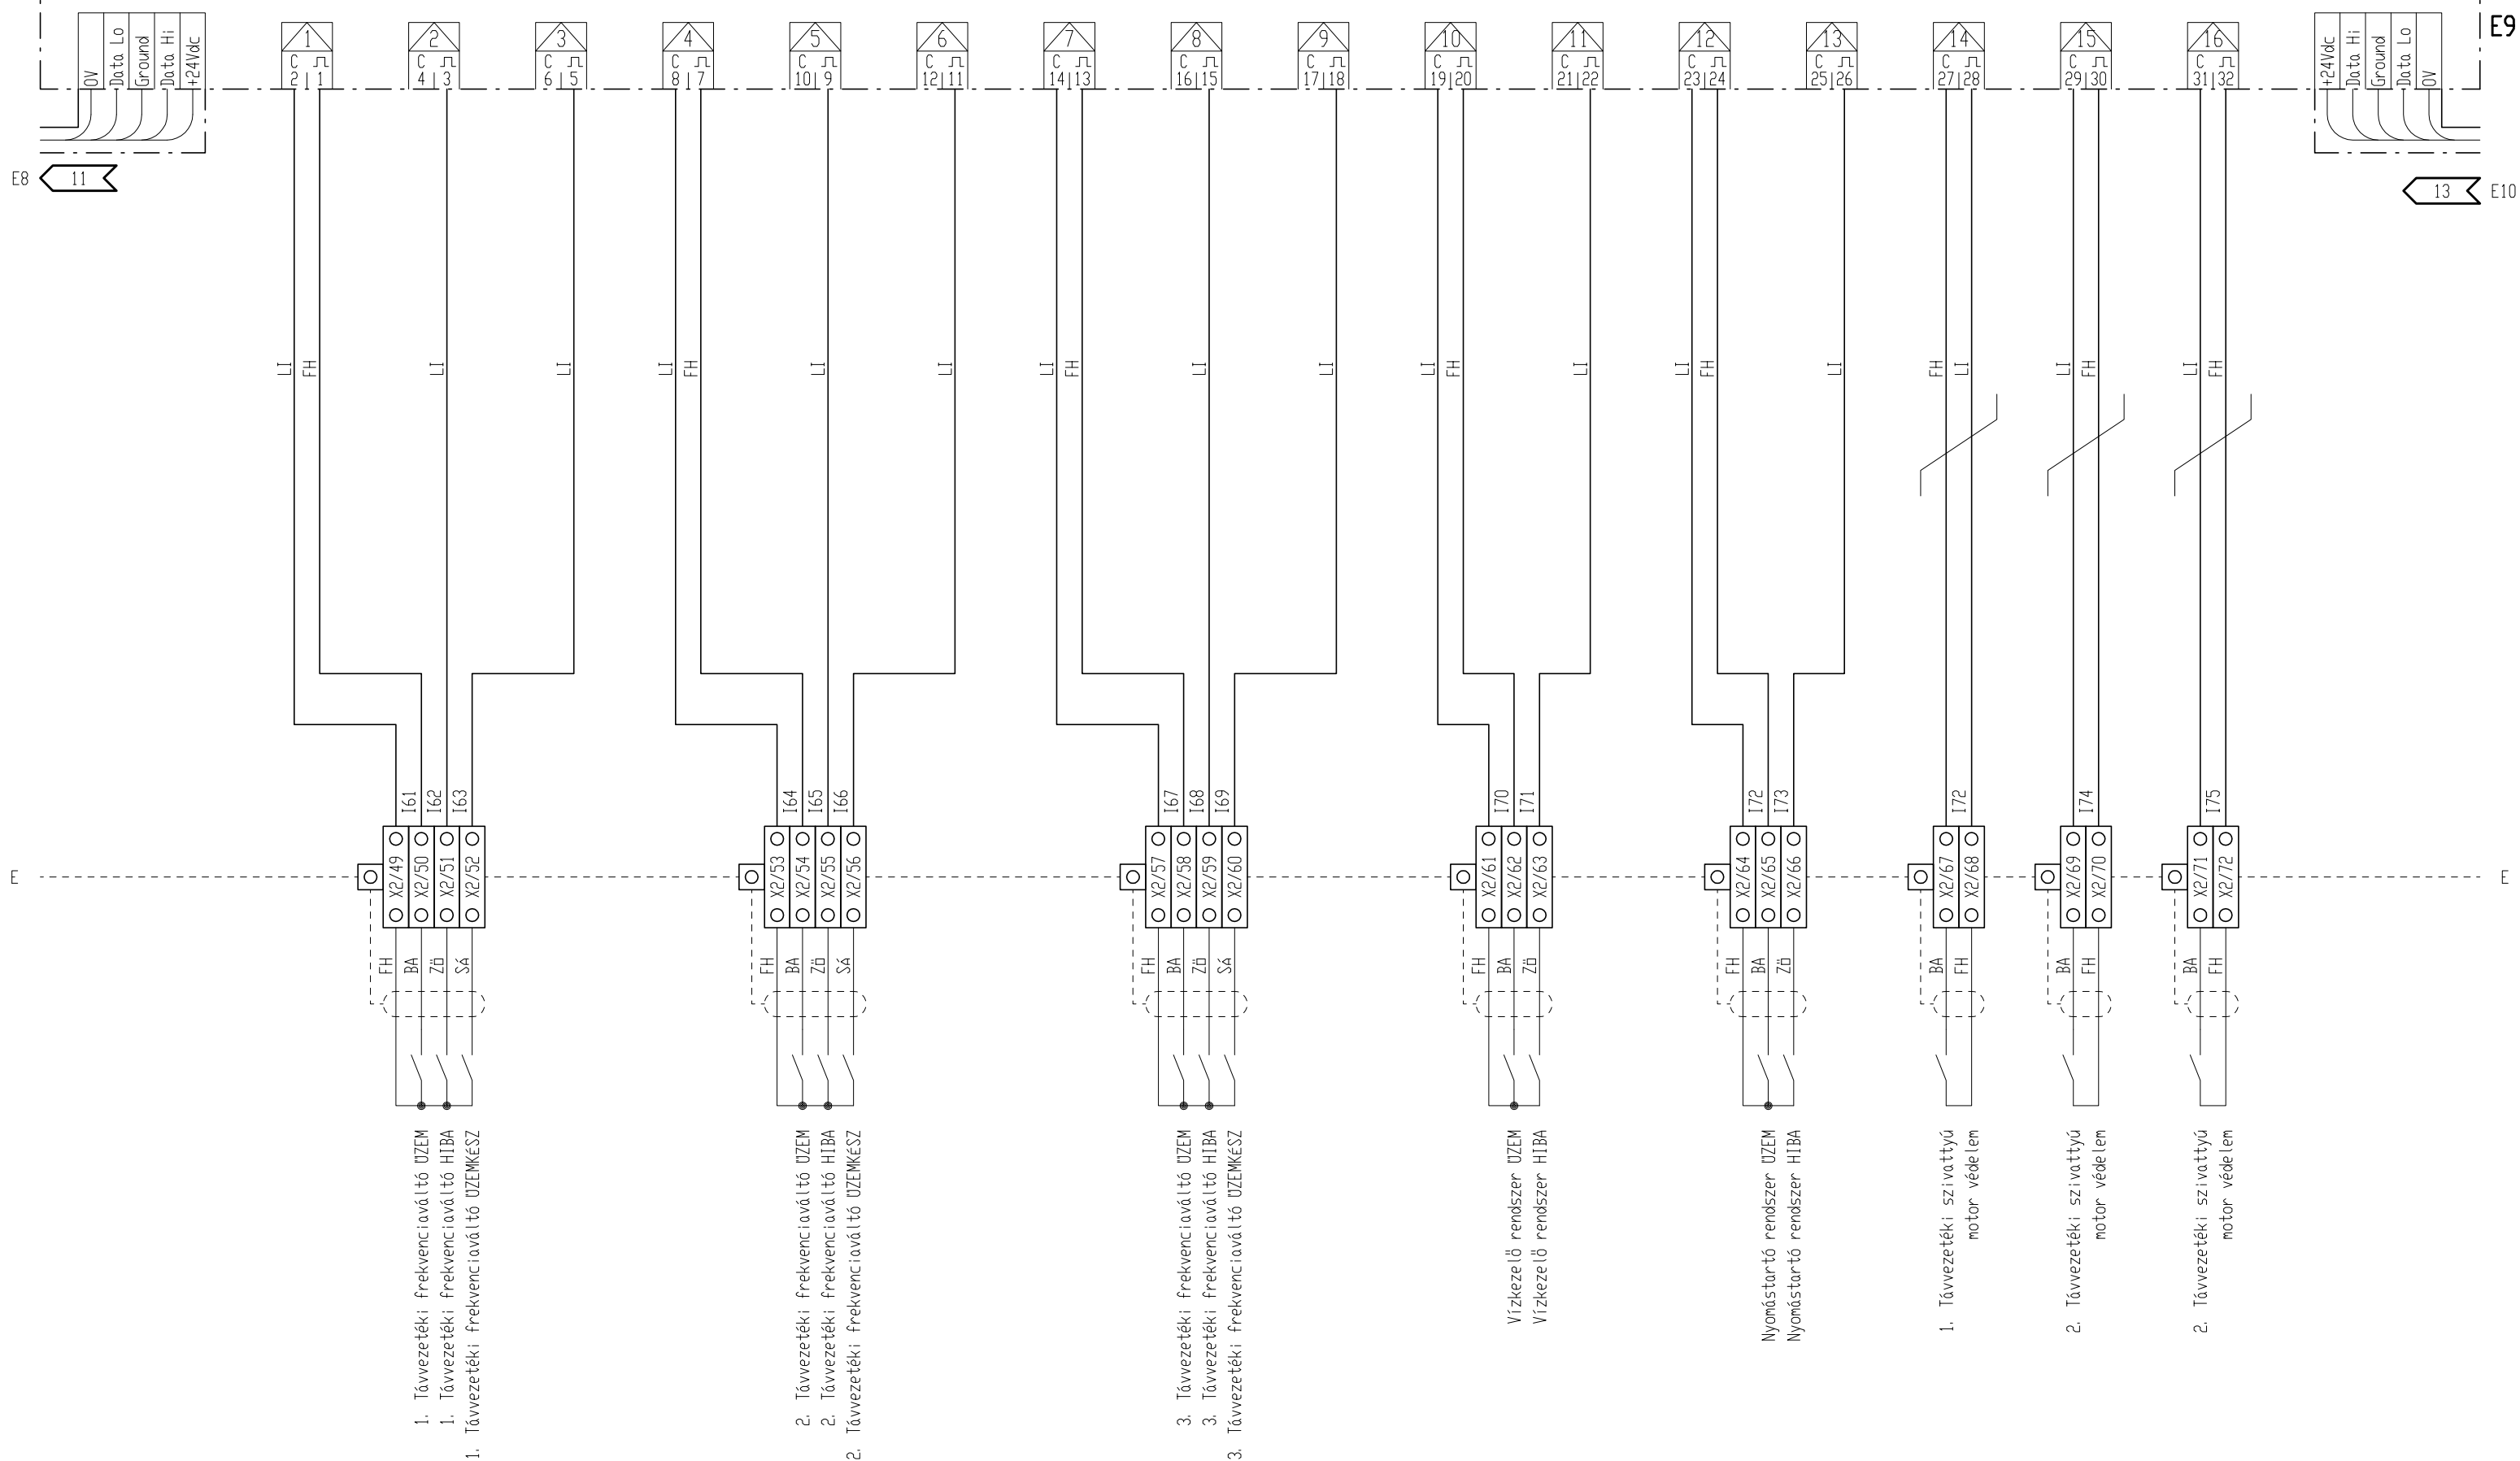 0V
Data Lo
Ground
Data Hi
+24Vdc
1
C
2 1
2
C
4 3
3
C
6 5
4
C
8 7
5
C
10 9
6
C
12 11
7
C
14 13
8
C
16 15
9
C
17 18
10
C
19 20
11
C
21 22
12
C
23 24
13
C
25 26
14
C
27 28
15
C
29 30
16
C
31 32
+24Vdc
Data Hi
Ground
Data Lo
0V
E9
E8 11
13 E10
LI
FH
LI
LI
LI
FH
LI
LI
LI
FH
LI
LI
LI
FH
LI
LI
FH
LI
FH
LI
LI
FH
LI
FH
I61
I62
I63
I64
I65
I66
I67
I68
I69
I70
I71
I72
I73
I72
I74
I75
E
X2/49
X2/50
X2/51
X2/52
X2/53
X2/54
X2/55
X2/56
X2/57
X2/58
X2/59
X2/60
X2/61
X2/62
X2/63
X2/64
X2/65
X2/66
X2/67
X2/68
X2/69
X2/70
X2/71
X2/72
E
FH
BA
ZÖ
SÁ
FH
BA
ZÖ
SÁ
FH
BA
ZÖ
SÁ
FH
BA
ZÖ
FH
BA
ZÖ
BA
FH
BA
FH
BA
FH
1. Távvezetéki frekvenciaváltó ÜZEM
1. Távvezetéki frekvenciaváltó HIBA
1. Távvezetéki frekvenciaváltó ÜZEMKÉSZ
2. Távvezetéki frekvenciaváltó ÜZEM
2. Távvezetéki frekvenciaváltó HIBA
2. Távvezetéki frekvenciaváltó ÜZEMKÉSZ
3. Távvezetéki frekvenciaváltó ÜZEM
3. Távvezetéki frekvenciaváltó HIBA
3. Távvezetéki frekvenciaváltó ÜZEMKÉSZ
Vízkezelő rendszer ÜZEM
Vízkezelő rendszer HIBA
Nyomástartó rendszer ÜZEM
Nyomástartó rendszer HIBA
1. Távvezetéki szivattyú
motor védelem
2. Távvezetéki szivattyú
motor védelem
2. Távvezetéki szivattyú
motor védelem